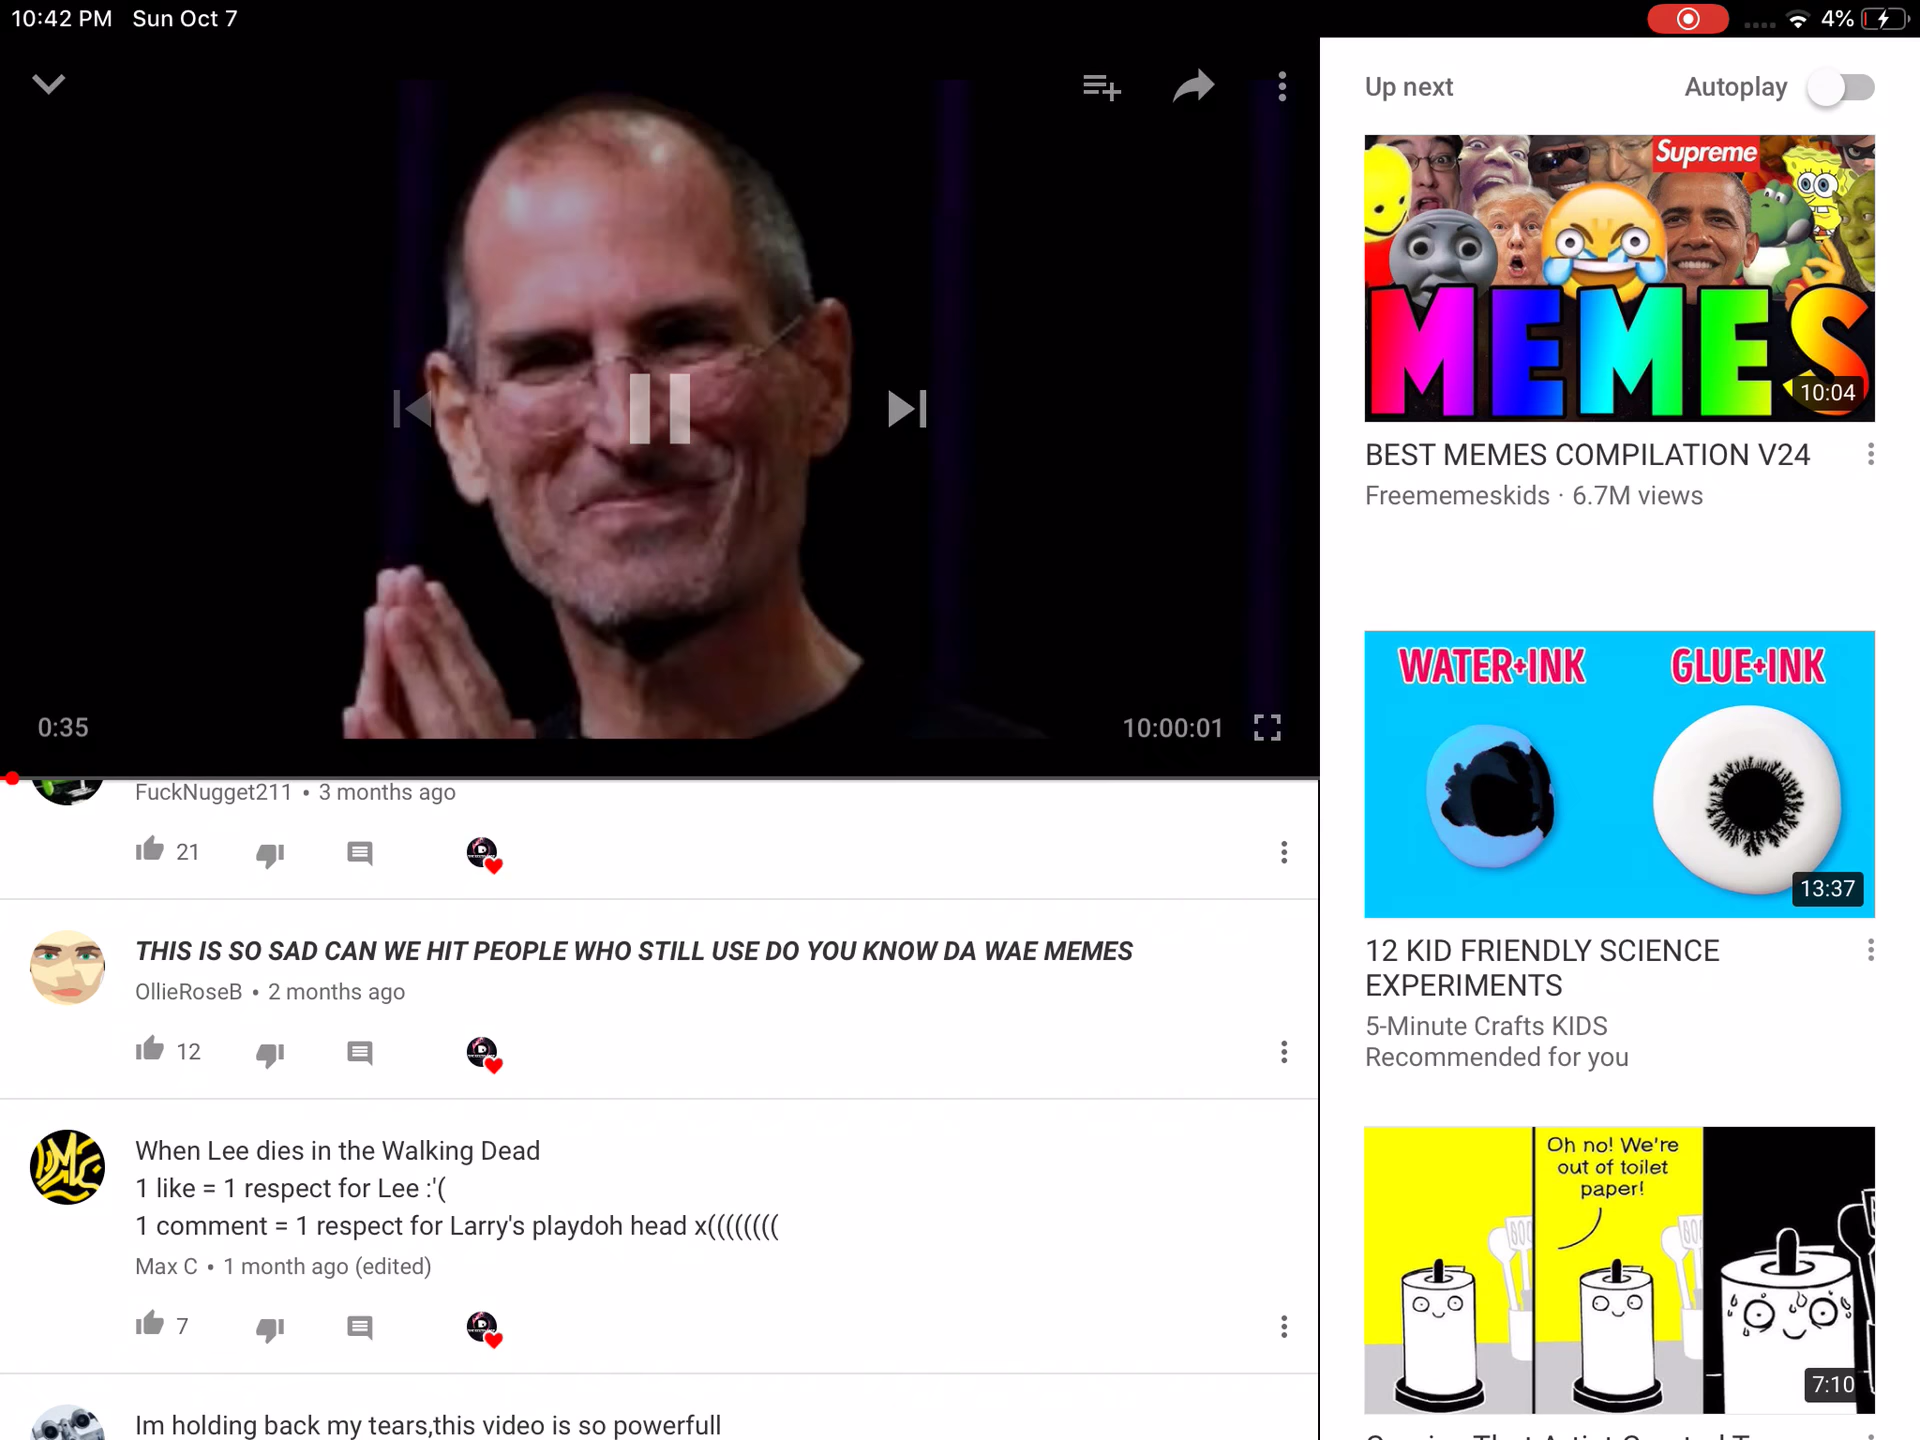 10:42 PM Sun Oct 7
4%
0:35
10:00:01
FuckNugget211 • 3 months ago
21
THIS IS SO SAD CAN WE HIT PEOPLE WHO STILL USE DO YOU KNOW DA WAE MEMES
OllieRoseB • 2 months ago
12
When Lee dies in the Walking Dead
1 like = 1 respect for Lee :'(
1 comment = 1 respect for Larry's playdoh head x((((((((
Max C • 1 month ago (edited)
7
Im holding back my tears,this video is so powerfull
Up next
Autoplay
Supreme
MEMES
10:04
BEST MEMES COMPILATION V24
Freememeskids · 6.7M views
WATER+INK
GLUE+INK
13:37
12 KID FRIENDLY SCIENCE
EXPERIMENTS
5-Minute Crafts KIDS
Recommended for you
Oh no! We're
out of toilet
paper!
7:10